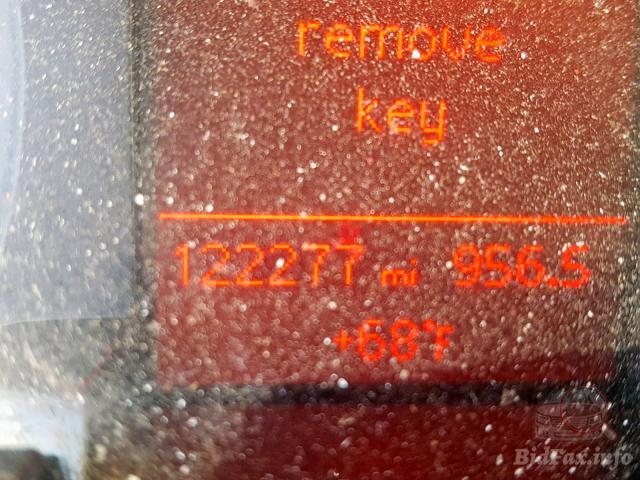 remove
key
122277 mi 956.5
+68°F
BidFax.info